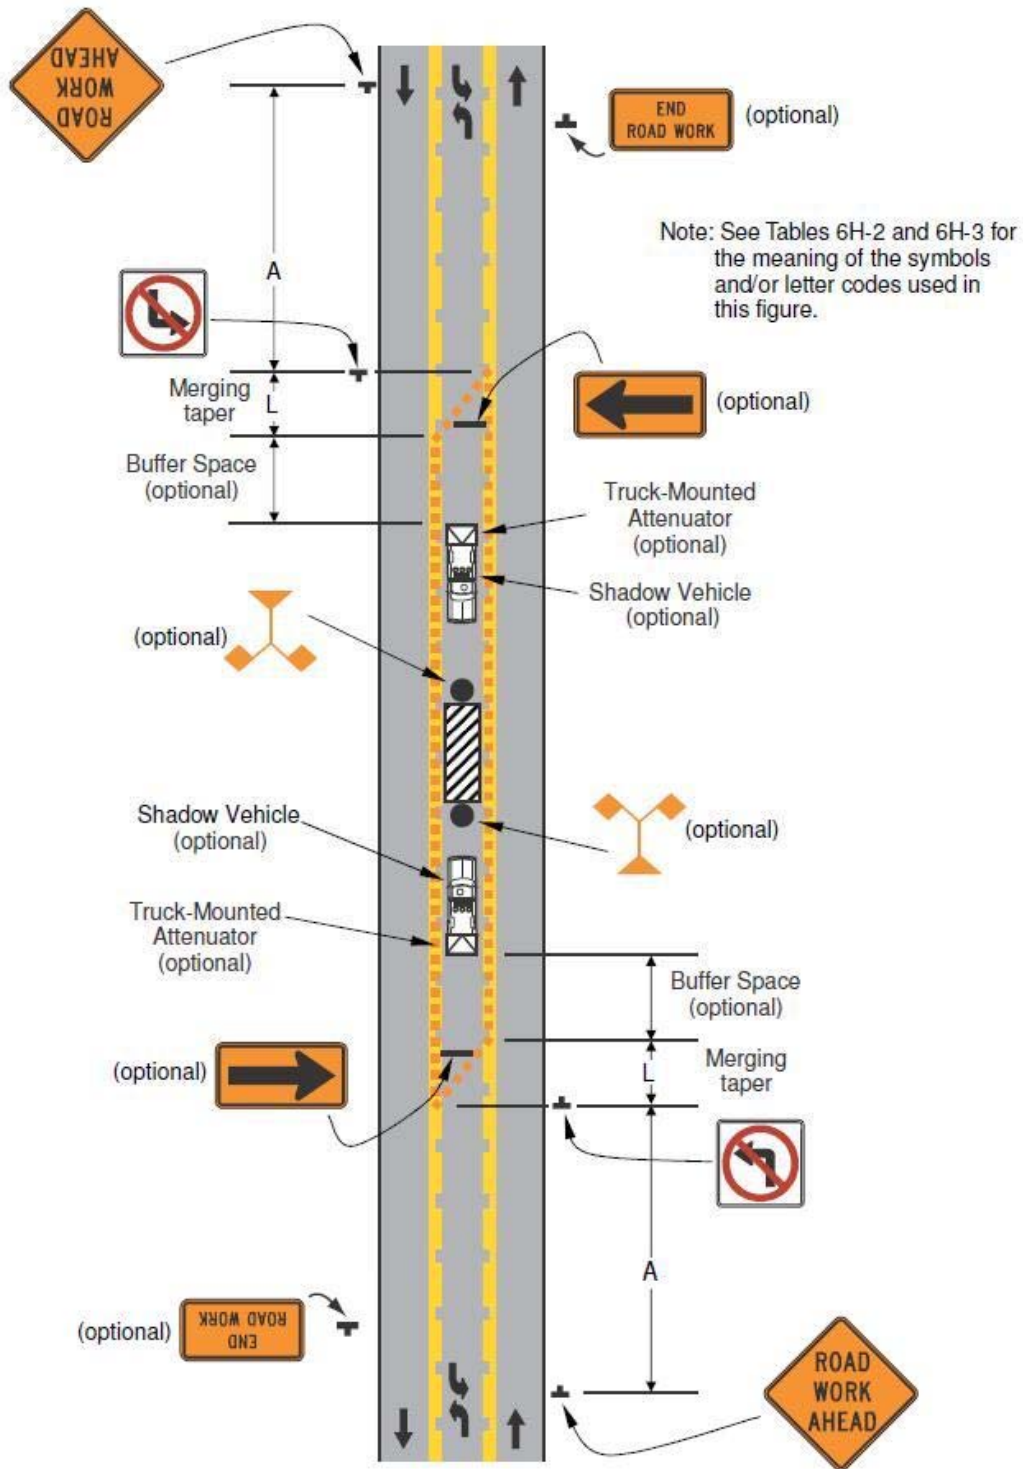 ROAD
WORK
AHEAD
END
ROAD WORK
(optional)
Note: See Tables 6H-2 and 6H-3 for
the meaning of the symbols
and/or letter codes used in
this figure.
A
Merging
taper
L
(optional)
Buffer Space
(optional)
Truck-Mounted
Attenuator
(optional)
Shadow Vehicle
(optional)
(optional)
Shadow Vehicle
(optional)
(optional)
Truck-Mounted
Attenuator
(optional)
Buffer Space
(optional)
(optional)
L
Merging
taper
A
(optional)
END
ROAD WORK
ROAD
WORK
AHEAD